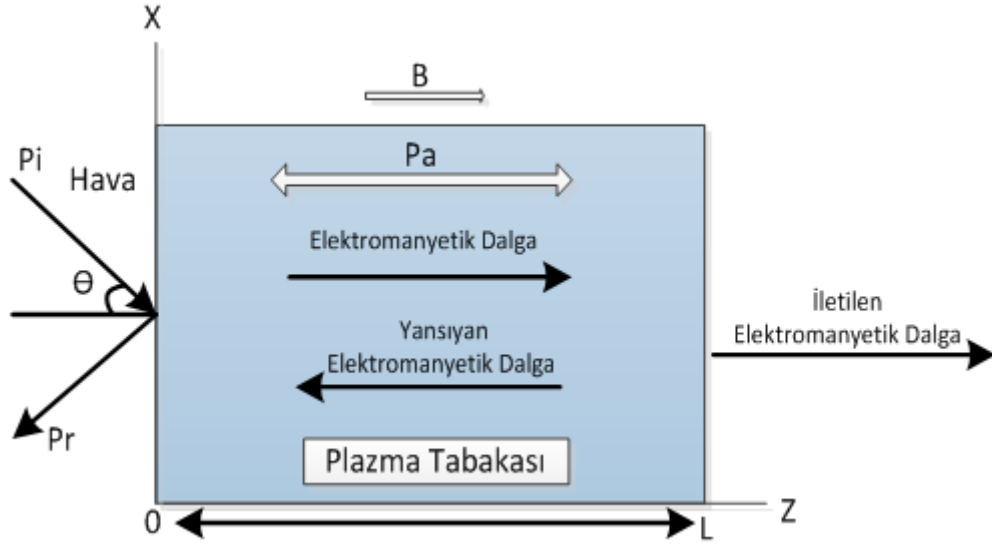 X
B
Pi
Hava
Pa
Elektromanyetik Dalga
θ
İletilen
Elektromanyetik Dalga
Yansıyan
Elektromanyetik Dalga
Pr
Plazma Tabakası
0
L
Z